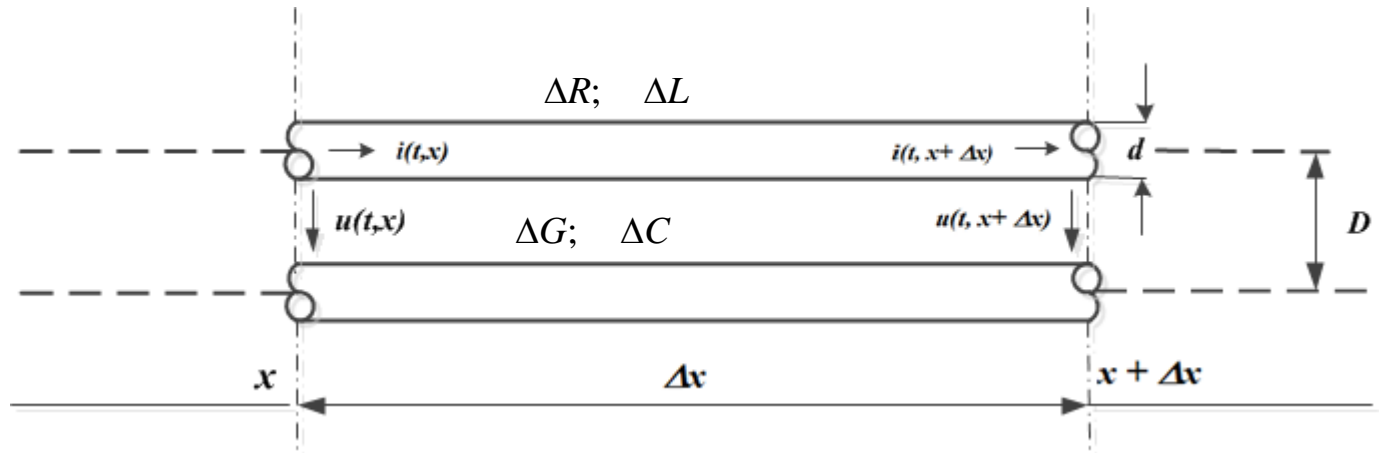 ΔR; ΔL
i(t,x) i(t, x+ Δx) d
u(t,x) ΔG; ΔC u(t, x+ Δx) D
x Δx x + Δx